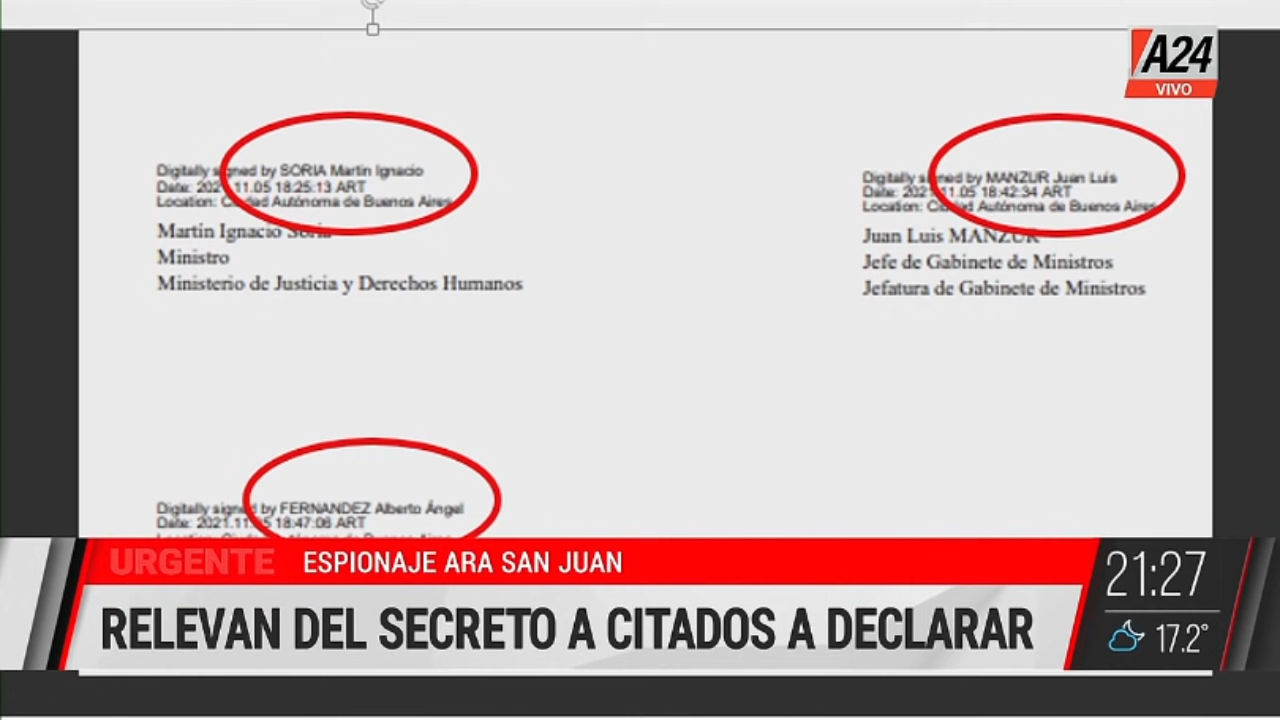 A24
VIVO
Digitally signed by SORIA Martin Ignacio
Date: 2021.11.05 18:25:13 ART
Location: Ciudad Autónoma de Buenos Aires
Martín Ignacio Soria
Ministro
Ministerio de Justicia y Derechos Humanos
Digitally signed by MANZUR Juan Luis
Date: 2021.11.05 18:42:34 ART
Location: Ciudad Autónoma de Buenos Aires
Juan Luis MANZUR
Jefe de Gabinete de Ministros
Jefatura de Gabinete de Ministros
Digitally signed by FERNANDEZ Alberto Ángel
Date: 2021.11.05 18:47:06 ART
URGENTE
ESPIONAJE ARA SAN JUAN
RELEVAN DEL SECRETO A CITADOS A DECLARAR
21:27
17.2°